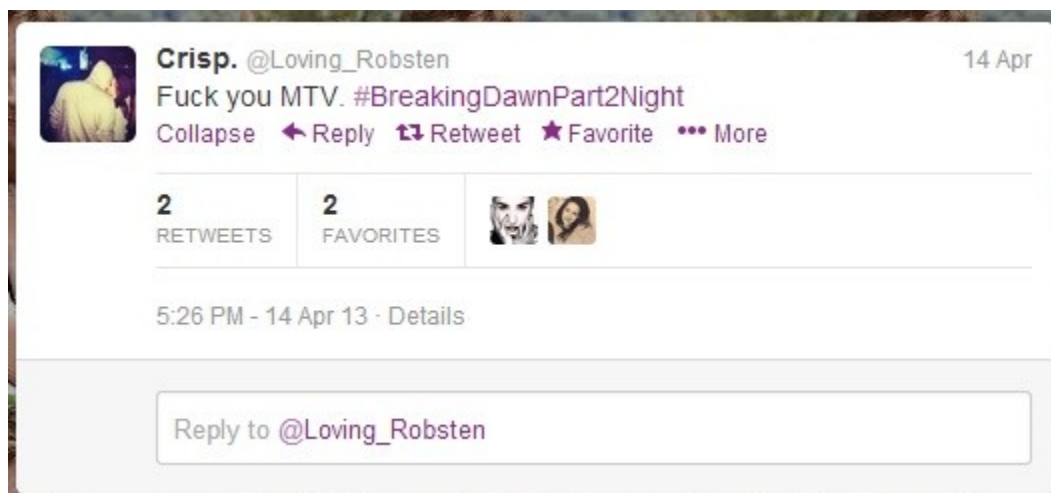 Crisp. @Loving_Robsten 14 Apr
Fuck you MTV. #BreakingDawnPart2Night
Collapse Reply Retweet Favorite More
2 2
RETWEETS FAVORITES
5:26 PM - 14 Apr 13 · Details
Reply to @Loving_Robsten